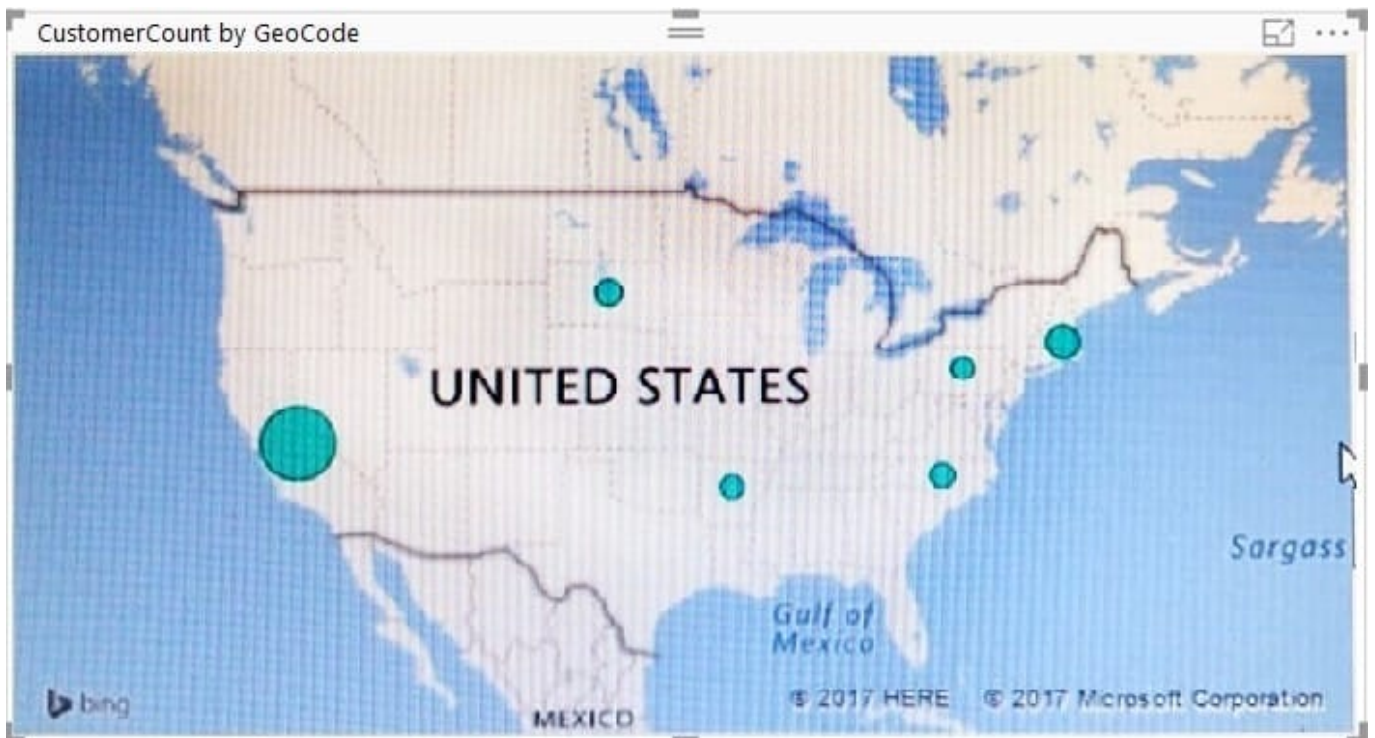 CustomerCount by GeoCode
UNITED STATES
Sargass
Gulf of
Mexico
bing
© 2017 HERE © 2017 Microsoft Corporation
MEXICO